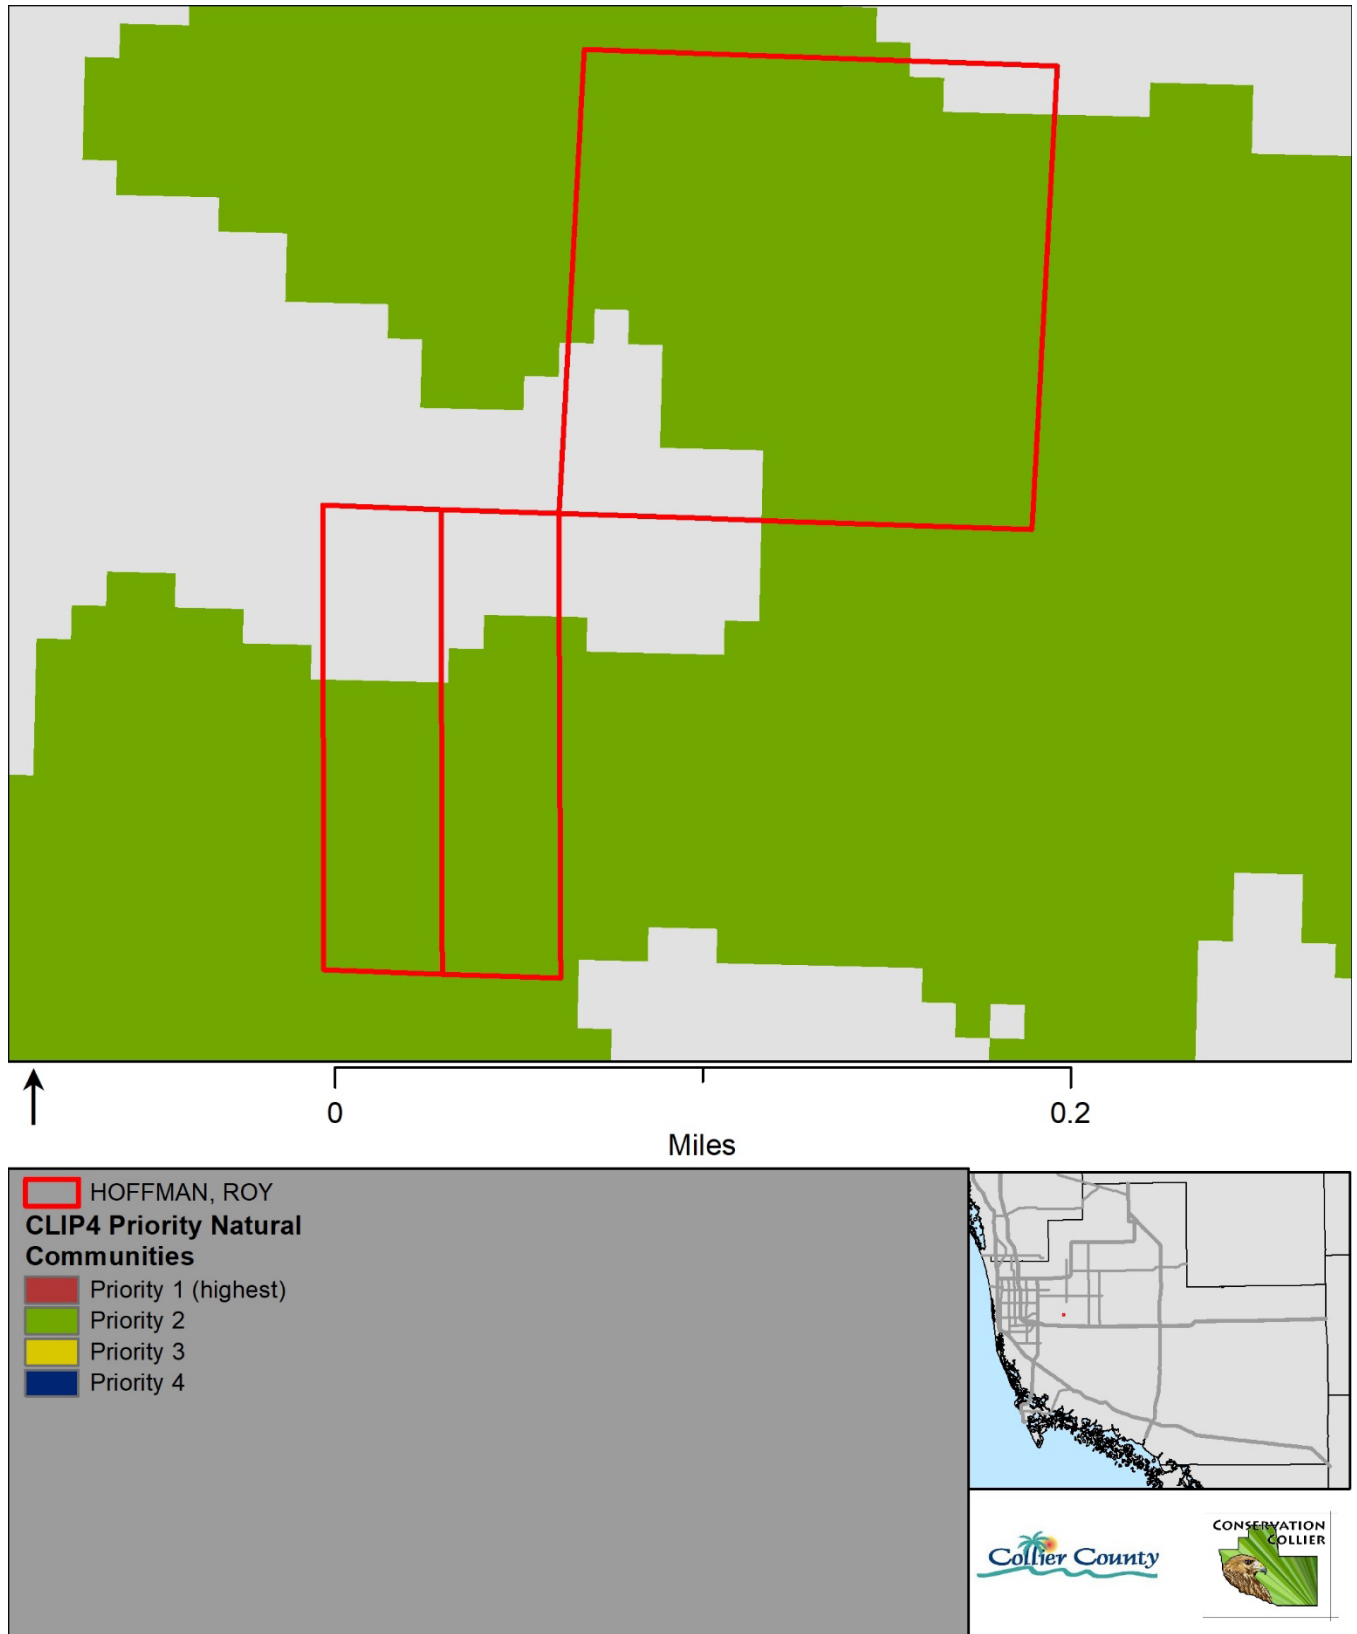 0
0.2
Miles
HOFFMAN, ROY
CLIP4 Priority Natural
Communities
Priority 1 (highest)
Priority 2
Priority 3
Priority 4
Collier County
CONSERVATION
COLLIER